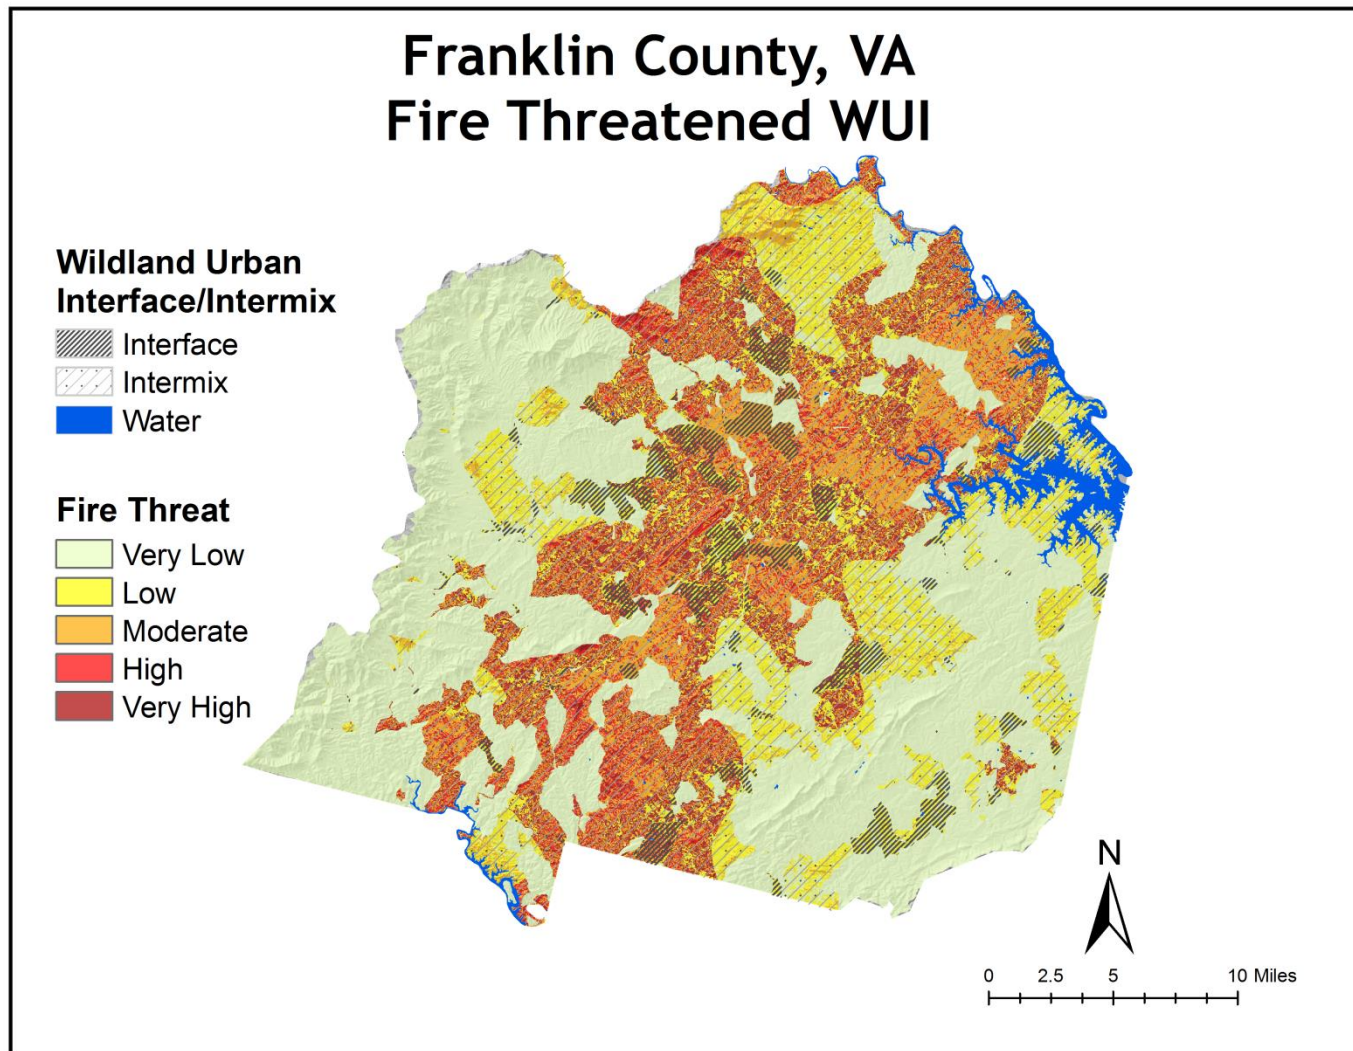 Franklin County, VA
Fire Threatened WUI
Wildland Urban
Interface/Intermix
Interface
Intermix
Water
Fire Threat
Very Low
Low
Moderate
High
Very High
N
0 2.5 5 10 Miles